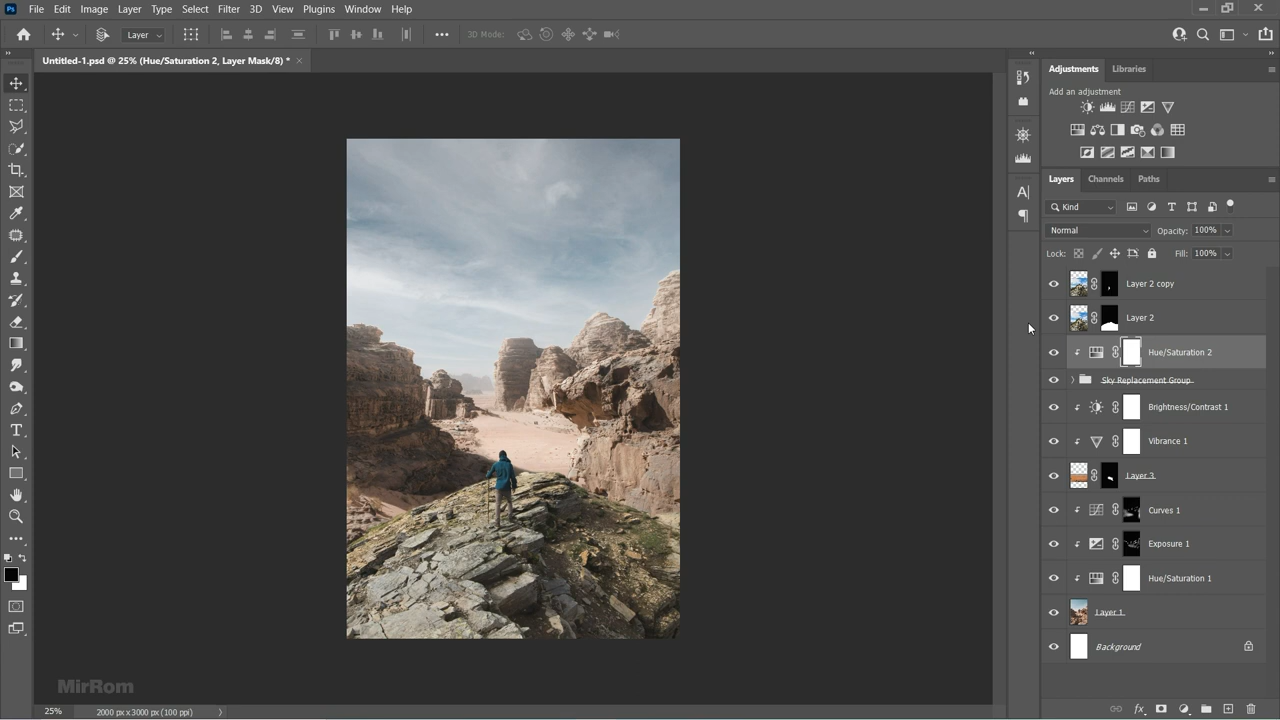 Ps File Edit Image Layer Type Select Filter 3D View Plugins Window Help
Layer 3D Mode:
Untitled-1.psd @ 25% (Hue/Saturation 2, Layer Mask/8) *
Adjustments Libraries
Add an adjustment
Layers Channels Paths
Kind
Normal Opacity: 100%
Lock: Fill: 100%
Layer 2 copy
Layer 2
Hue/Saturation 2
Sky Replacement Group
Brightness/Contrast 1
Vibrance 1
Layer 3
Curves 1
Exposure 1
Hue/Saturation 1
Layer 1
Background
MirRom
25% 2000 px x 3000 px (100 ppi)